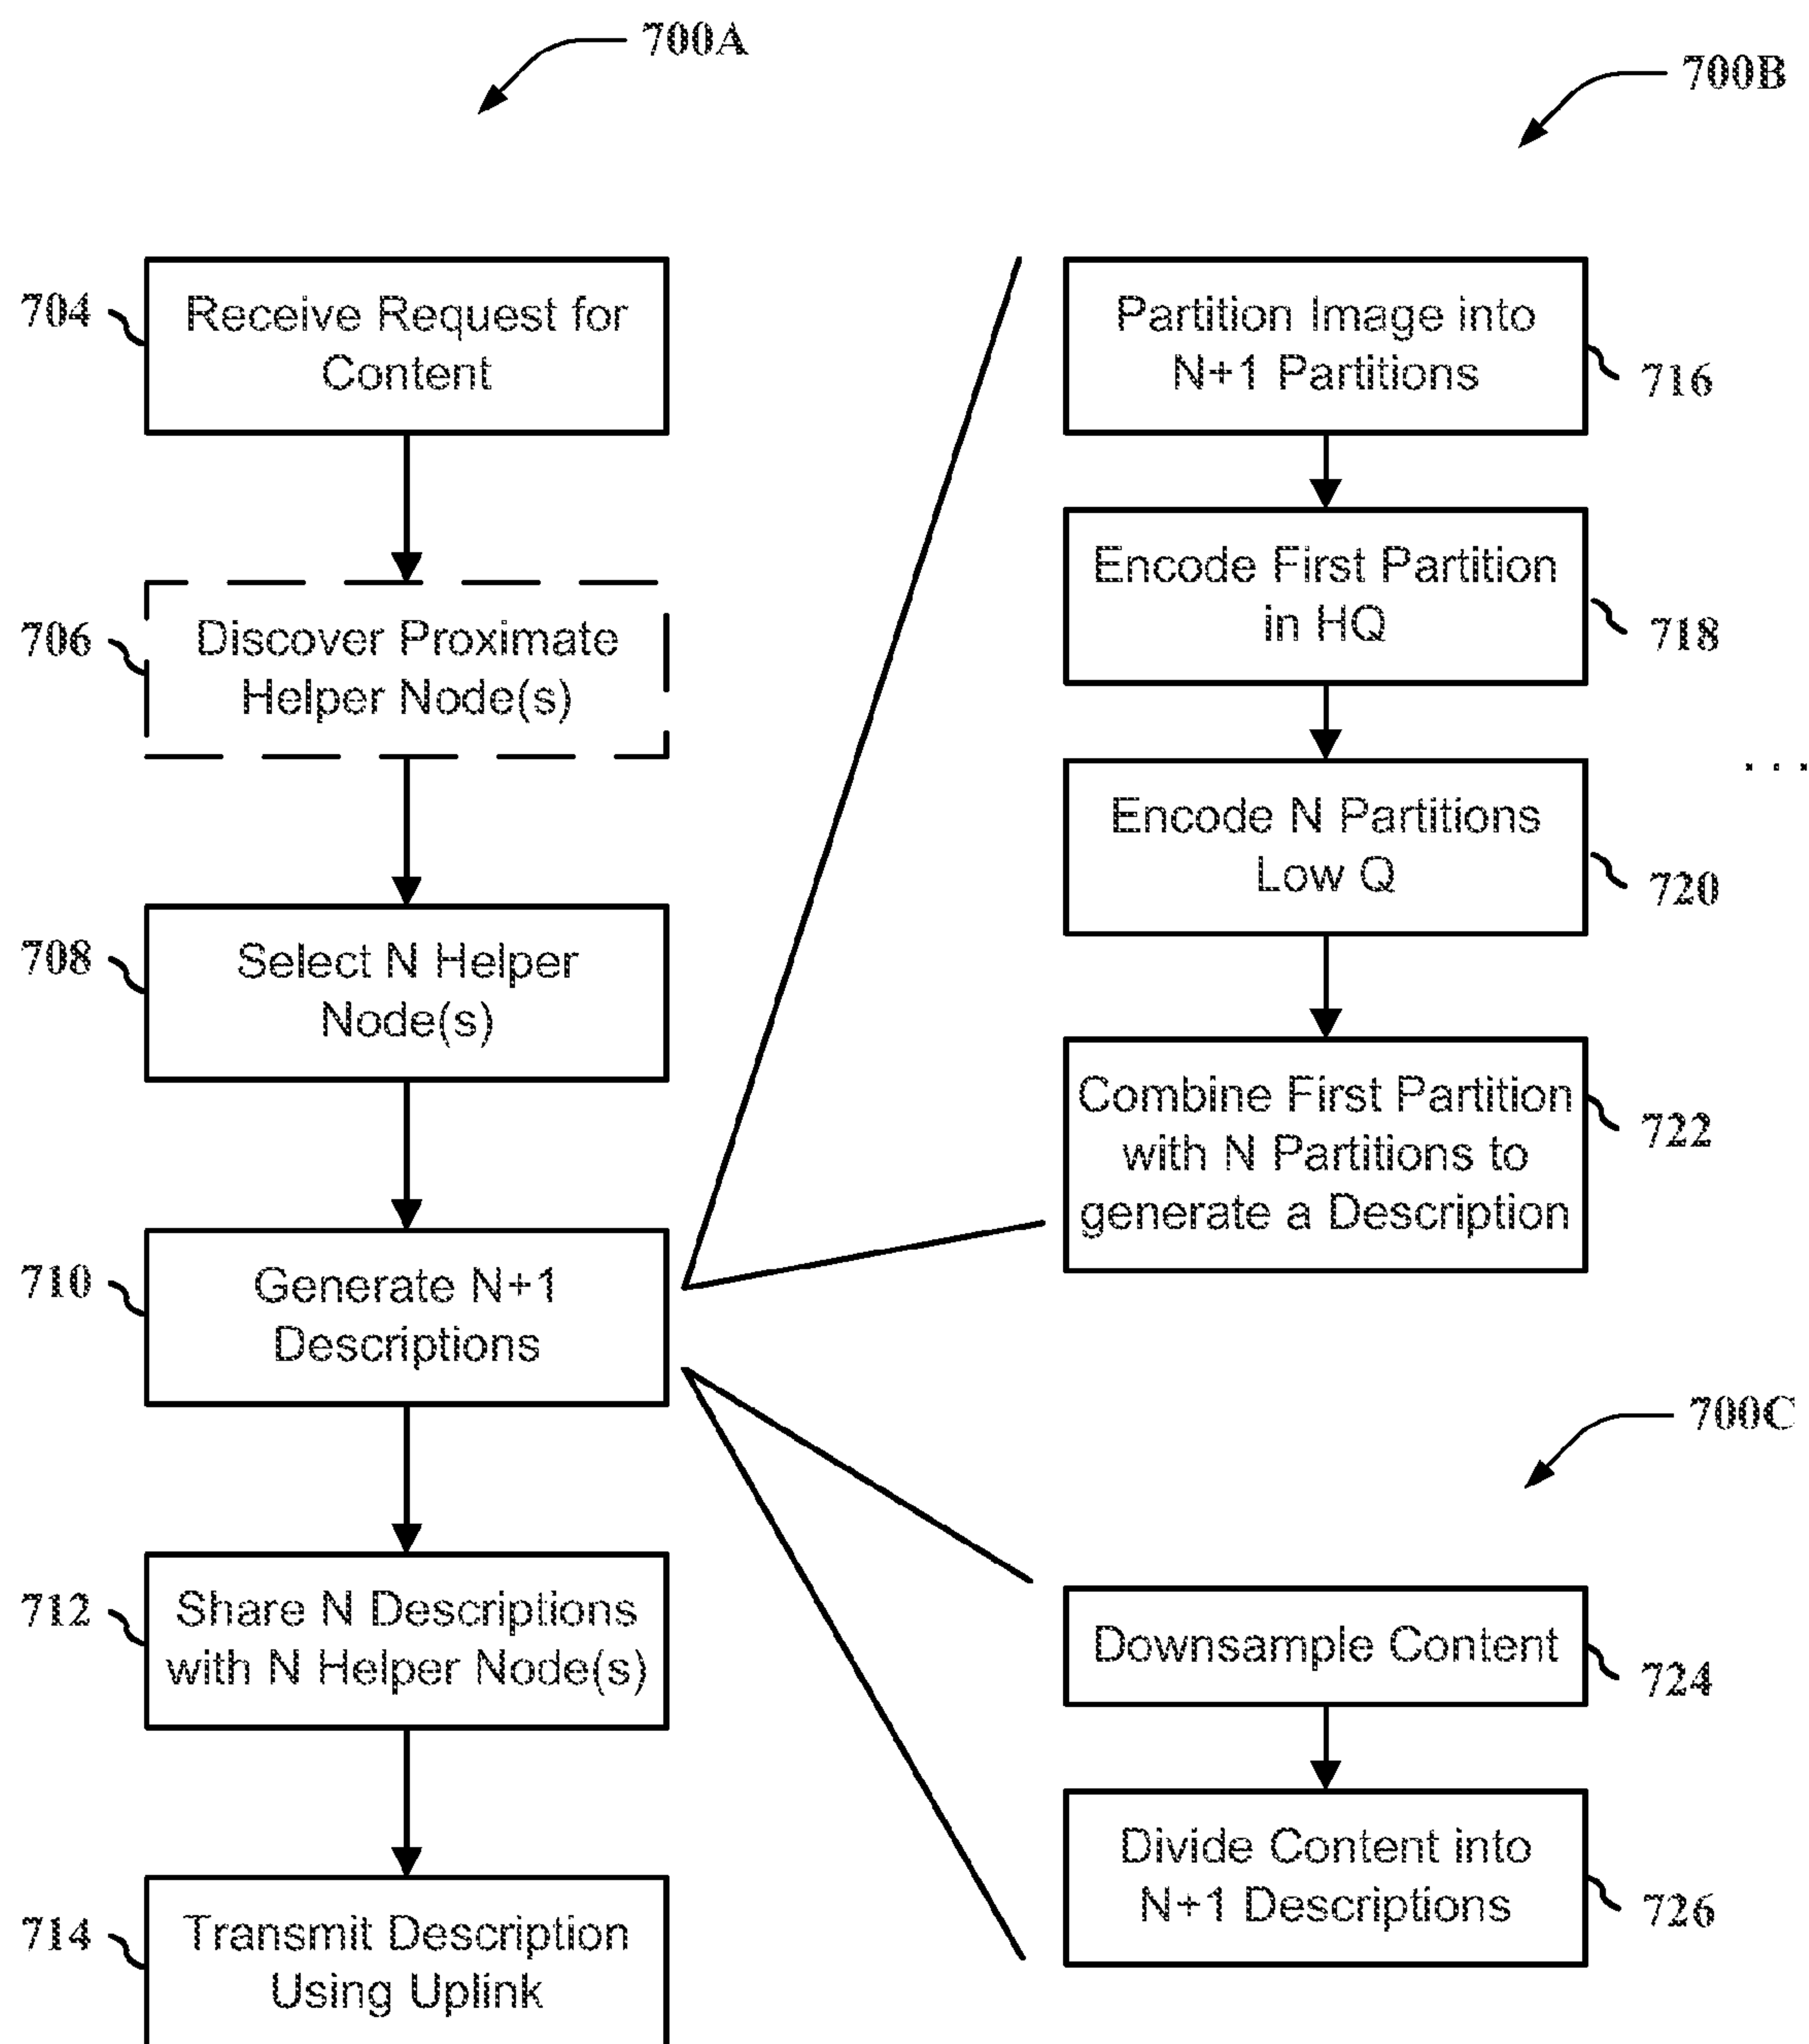 700A
704
Receive Request for
Content
706
Discover Proximate
Helper Node(s)
708
Select N Helper
Node(s)
710
Generate N+1
Descriptions
712
Share N Descriptions
with N Helper Node(s)
714
Transmit Description
Using Uplink
700B
Partition Image into
N+1 Partitions
716
Encode First Partition
in HQ
718
Encode N Partitions
Low Q
720
. . .
Combine First Partition
with N Partitions to
generate a Description
722
700C
Downsample Content
724
Divide Content into
N+1 Descriptions
726